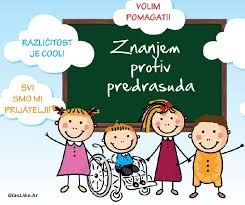 VOLIM
POMAGATI!
RAZLIČITOST
JE COOL!
SVI
SMO MI
PRIJATELJI!
Znanjem
protiv
predrasuda
GlasLike.hr